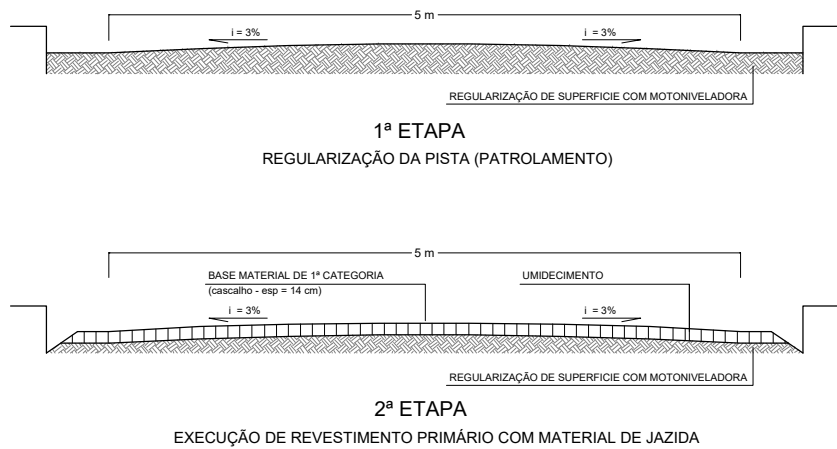 5 m
i = 3%
i = 3%
REGULARIZAÇÃO DE SUPERFICIE COM MOTONIVELADORA
1ª ETAPA
REGULARIZAÇÃO DA PISTA (PATROLAMENTO)
5 m
BASE MATERIAL DE 1ª CATEGORIA
(cascalho - esp = 14 cm)
UMIDECIMENTO
i = 3%
i = 3%
REGULARIZAÇÃO DE SUPERFICIE COM MOTONIVELADORA
2ª ETAPA
EXECUÇÃO DE REVESTIMENTO PRIMÁRIO COM MATERIAL DE JAZIDA